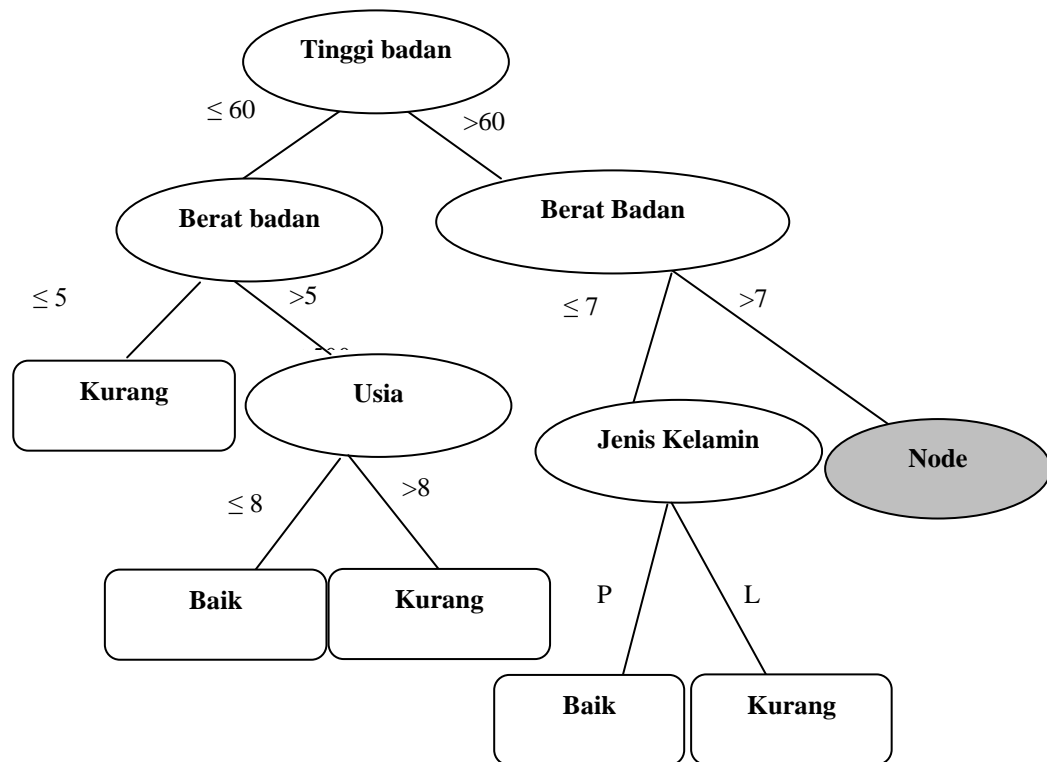 Tinggi badan
≤ 60
>60
Berat badan
Berat Badan
≤ 5
>5
≤ 7
>7
Kurang
Usia
Jenis Kelamin
Node
≤ 8
>8
Baik
Kurang
P
L
Baik
Kurang